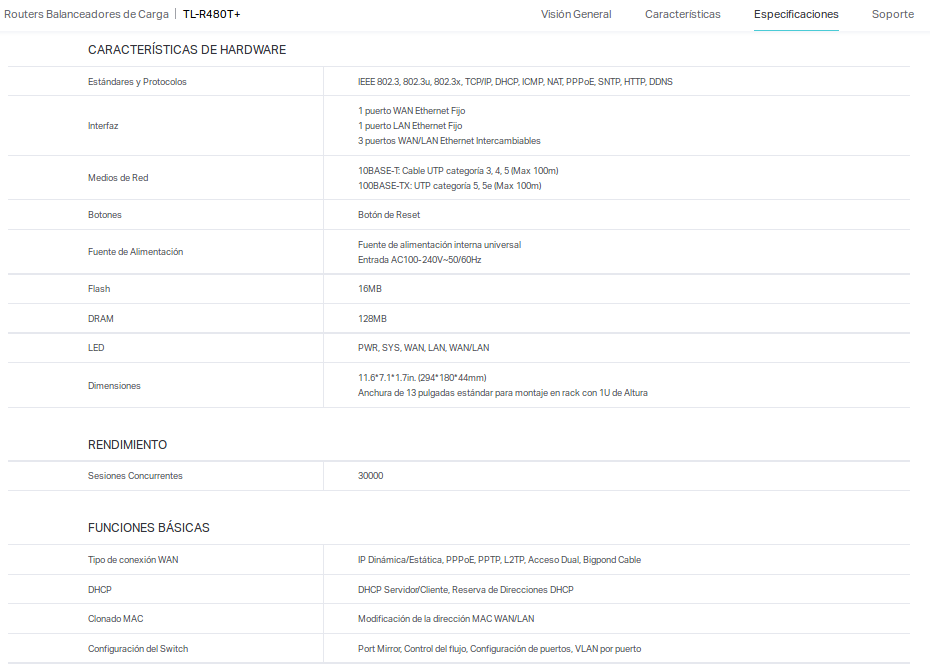 Routers Balanceadores de Carga | TL-R480T+
Visión General
Características
Especificaciones
Soporte
CARACTERÍSTICAS DE HARDWARE
Estándares y Protocolos
IEEE 802.3, 802.3u, 802.3x, TCP/IP, DHCP, ICMP, NAT, PPPoE, SNTP, HTTP, DDNS
Interfaz
1 puerto WAN Ethernet Fijo
1 puerto LAN Ethernet Fijo
3 puertos WAN/LAN Ethernet Intercambiables
Medios de Red
10BASE-T: Cable UTP categoría 3, 4, 5 (Max 100m)
100BASE-TX: UTP categoría 5, 5e (Max 100m)
Botones
Botón de Reset
Fuente de Alimentación
Fuente de alimentación interna universal
Entrada AC100-240V~50/60Hz
Flash
16MB
DRAM
128MB
LED
PWR, SYS, WAN, LAN, WAN/LAN
Dimensiones
11.6*7.1*1.7in. (294*180*44mm)
Anchura de 13 pulgadas estándar para montaje en rack con 1U de Altura
RENDIMIENTO
Sesiones Concurrentes
30000
FUNCIONES BÁSICAS
Tipo de conexión WAN
IP Dinámica/Estática, PPPoE, PPTP, L2TP, Acceso Dual, Bigpond Cable
DHCP
DHCP Servidor/Cliente, Reserva de Direcciones DHCP
Clonado MAC
Modificación de la dirección MAC WAN/LAN
Configuración del Switch
Port Mirror, Control del flujo, Configuración de puertos, VLAN por puerto